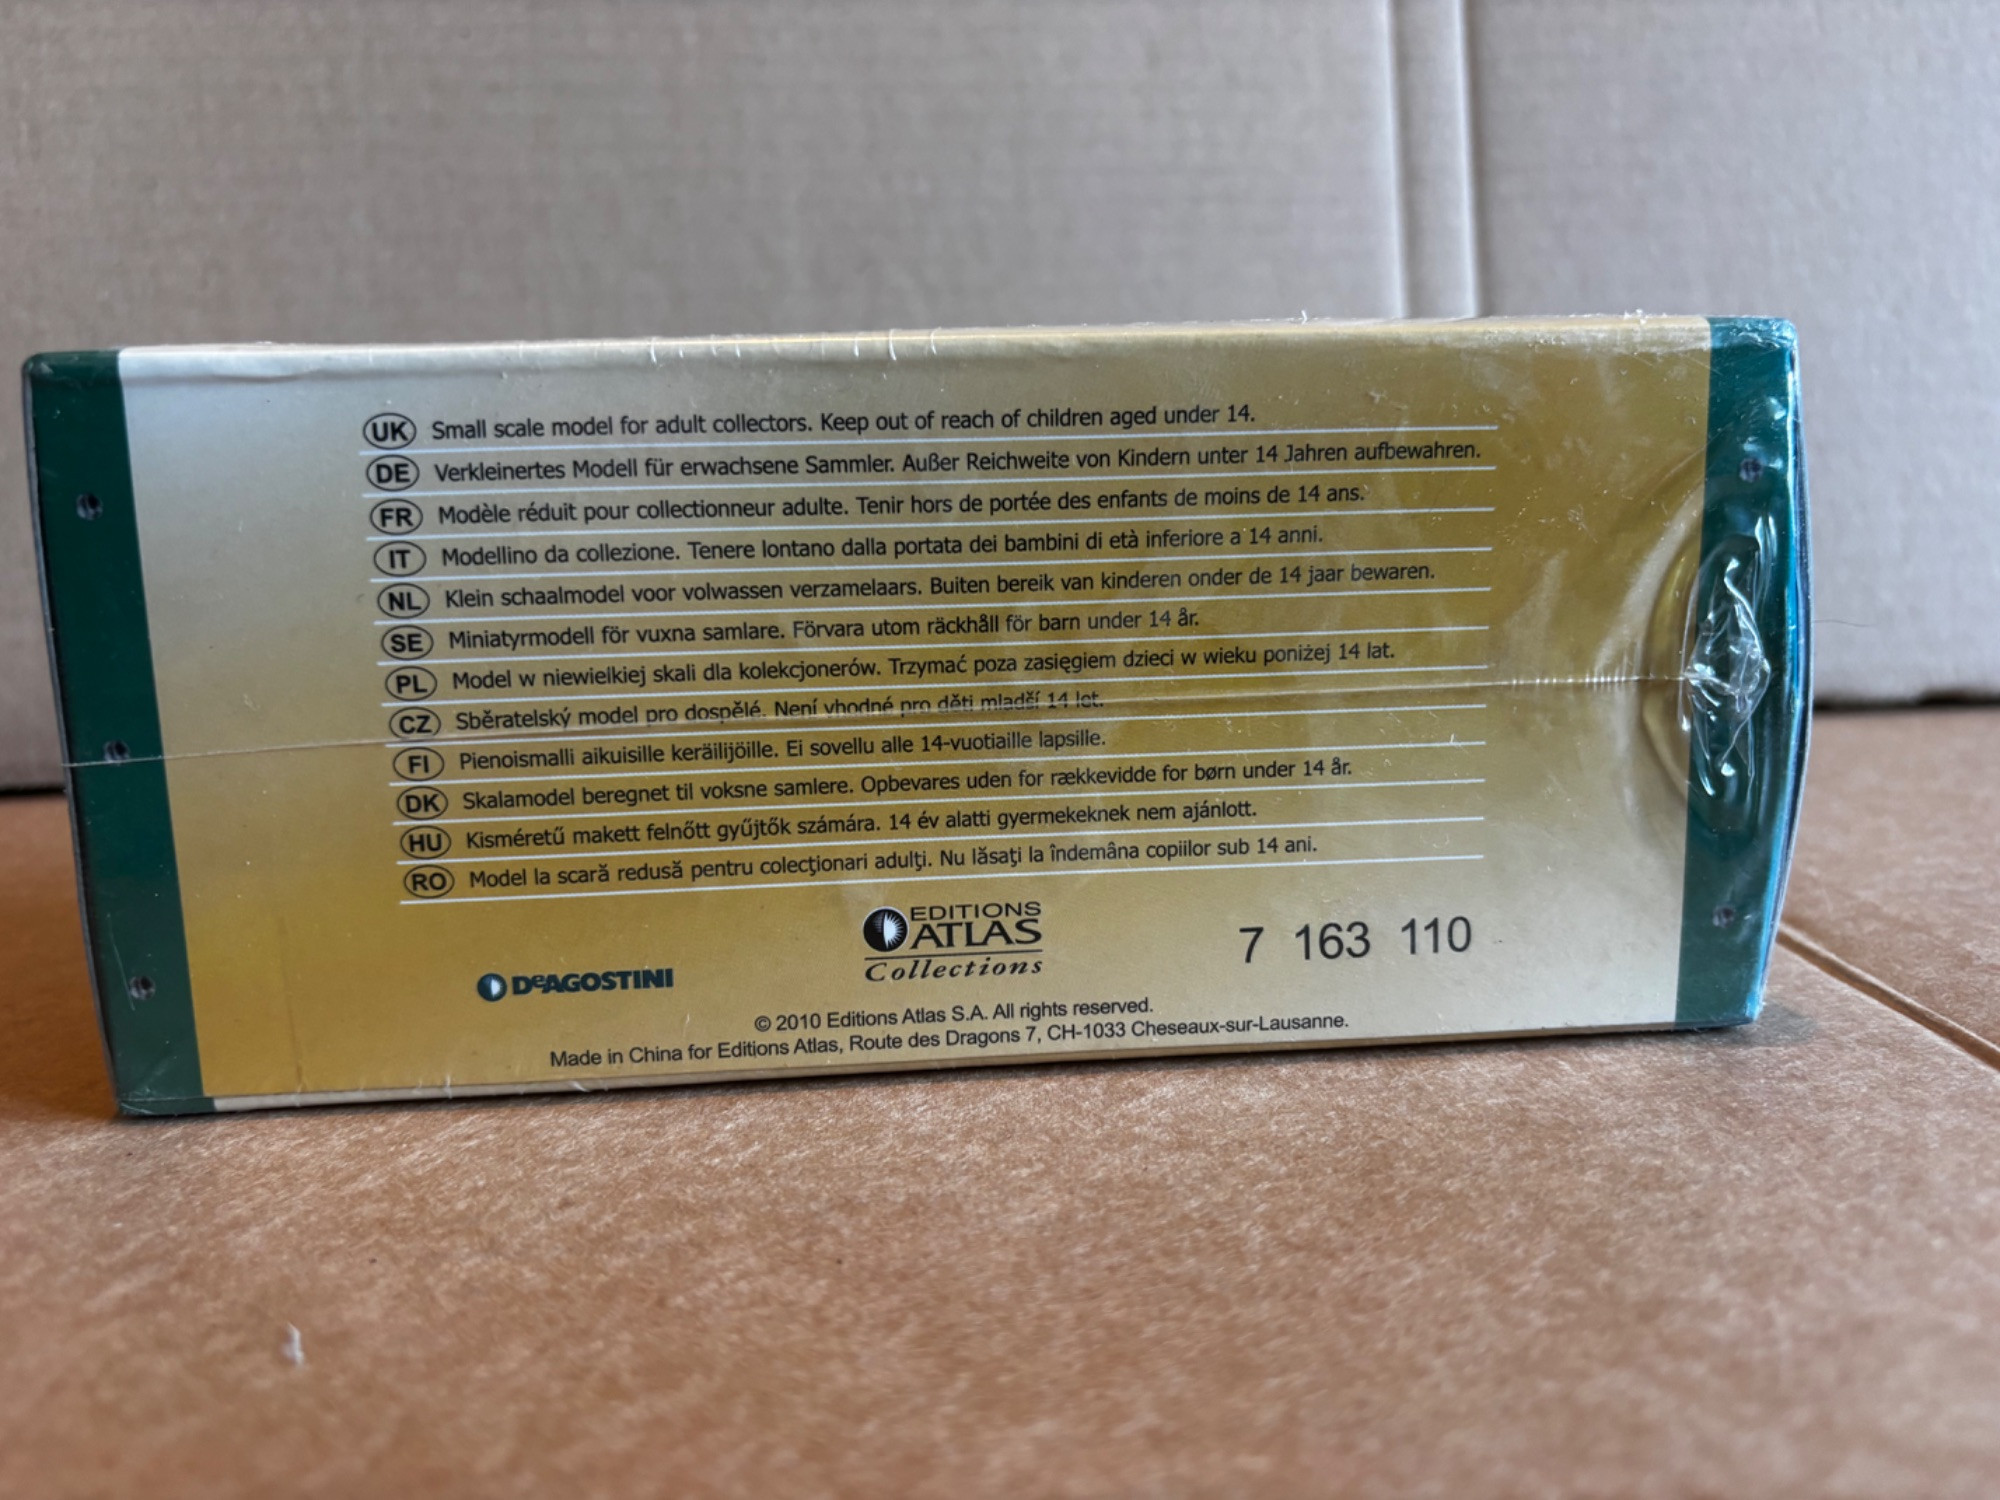 UK Small scale model for adult collectors. Keep out of reach of children aged under 14.
DE Verkleinertes Modell für erwachsene Sammler. Außer Reichweite von Kindern unter 14 Jahren aufbewahren.
FR Modèle réduit pour collectionneur adulte. Tenir hors de portée des enfants de moins de 14 ans.
IT Modellino da collezione. Tenere lontano dalla portata dei bambini di età inferiore a 14 anni.
NL Klein schaalmodel voor volwassen verzamelaars. Buiten bereik van kinderen onder de 14 jaar bewaren.
SE Miniatyrmodell för vuxna samlare. Förvara utom räckhåll för barn under 14 år.
PL Model w niewielkiej skali dla kolekcjonerów. Trzymać poza zasięgiem dzieci w wieku poniżej 14 lat.
CZ Sběratelský model pro dospělé. Není vhodné pro děti mladší 14 let.
FI Pienoismalli aikuisille keräilijöille. Ei sovellu alle 14-vuotiaille lapsille.
DK Skalamodel beregnet til voksne samlere. Opbevares uden for rækkevidde for børn under 14 år.
HU Kisméretű makett felnőtt gyűjtők számára. 14 év alatti gyermekeknek nem ajánlott.
RO Model la scară redusă pentru colecţionari adulţi. Nu lăsaţi la îndemâna copiilor sub 14 ani.
EDITIONS
ATLAS
Collections
7 163 110
DeAGOSTINI
© 2010 Editions Atlas S.A. All rights reserved.
Made in China for Editions Atlas, Route des Dragons 7, CH-1033 Cheseaux-sur-Lausanne.